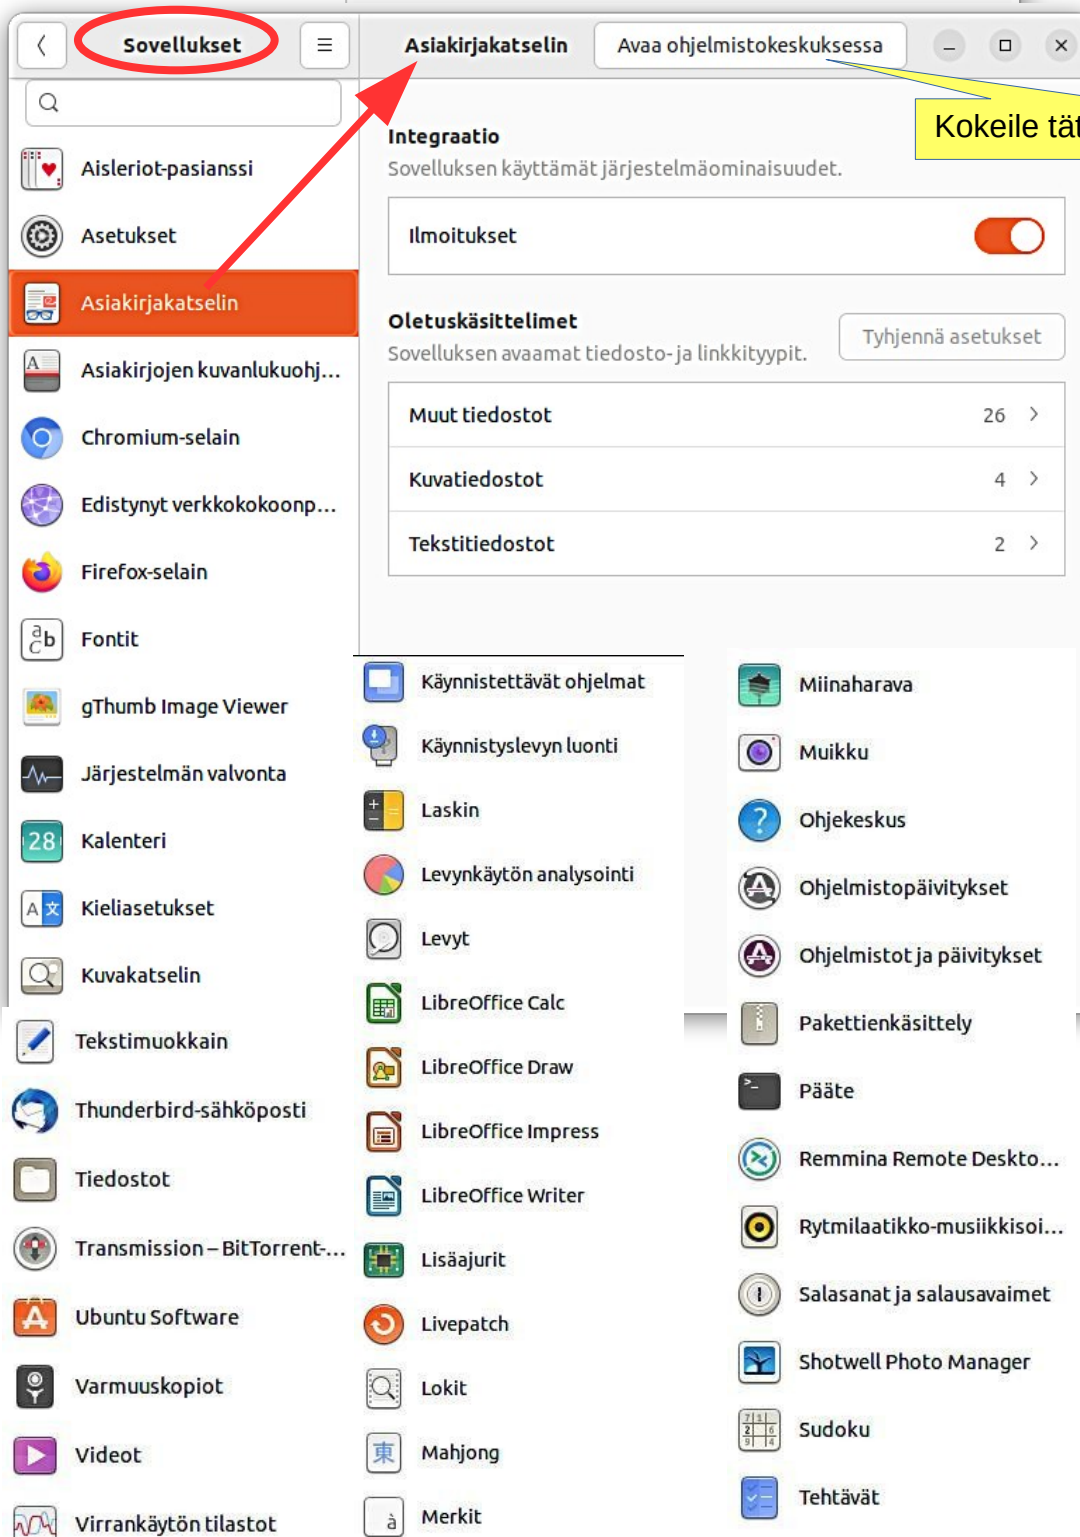 Sovellukset
Asiakirjakatselin
Avaa ohjelmistokeskuksessa
Kokeile tät
Integraatio
Sovelluksen käyttämät järjestelmäominaisuudet.
Ilmoitukset
Oletuskäsittelimet
Sovelluksen avaamat tiedosto- ja linkkityypit.
Tyhjennä asetukset
Muut tiedostot 26
Kuvatiedostot 4
Tekstitiedostot 2
Aisleriot-pasianssi
Asetukset
Asiakirjakatselin
Asiakirjojen kuvanlukuohj...
Chromium-selain
Edistynyt verkkokokoonp...
Firefox-selain
Fontit
gThumb Image Viewer
Järjestelmän valvonta
28 Kalenteri
Kieliasetukset
Kuvakatselin
Tekstimuokkain
Thunderbird-sähköposti
Tiedostot
Transmission – BitTorrent-...
Ubuntu Software
Varmuuskopiot
Videot
Virrankäytön tilastot
Käynnistettävät ohjelmat
Käynnistyslevyn luonti
Laskin
Levynkäytön analysointi
Levyt
LibreOffice Calc
LibreOffice Draw
LibreOffice Impress
LibreOffice Writer
Lisäajurit
Livepatch
Lokit
東 Mahjong
à Merkit
Miinaharava
Muikku
Ohjekeskus
Ohjelmistopäivitykset
Ohjelmistot ja päivitykset
Pakettienkäsittely
Pääte
Remmina Remote Deskto...
Rytmilaatikko-musiikkisoi...
Salasanat ja salausavaimet
Shotwell Photo Manager
Sudoku
Tehtävät